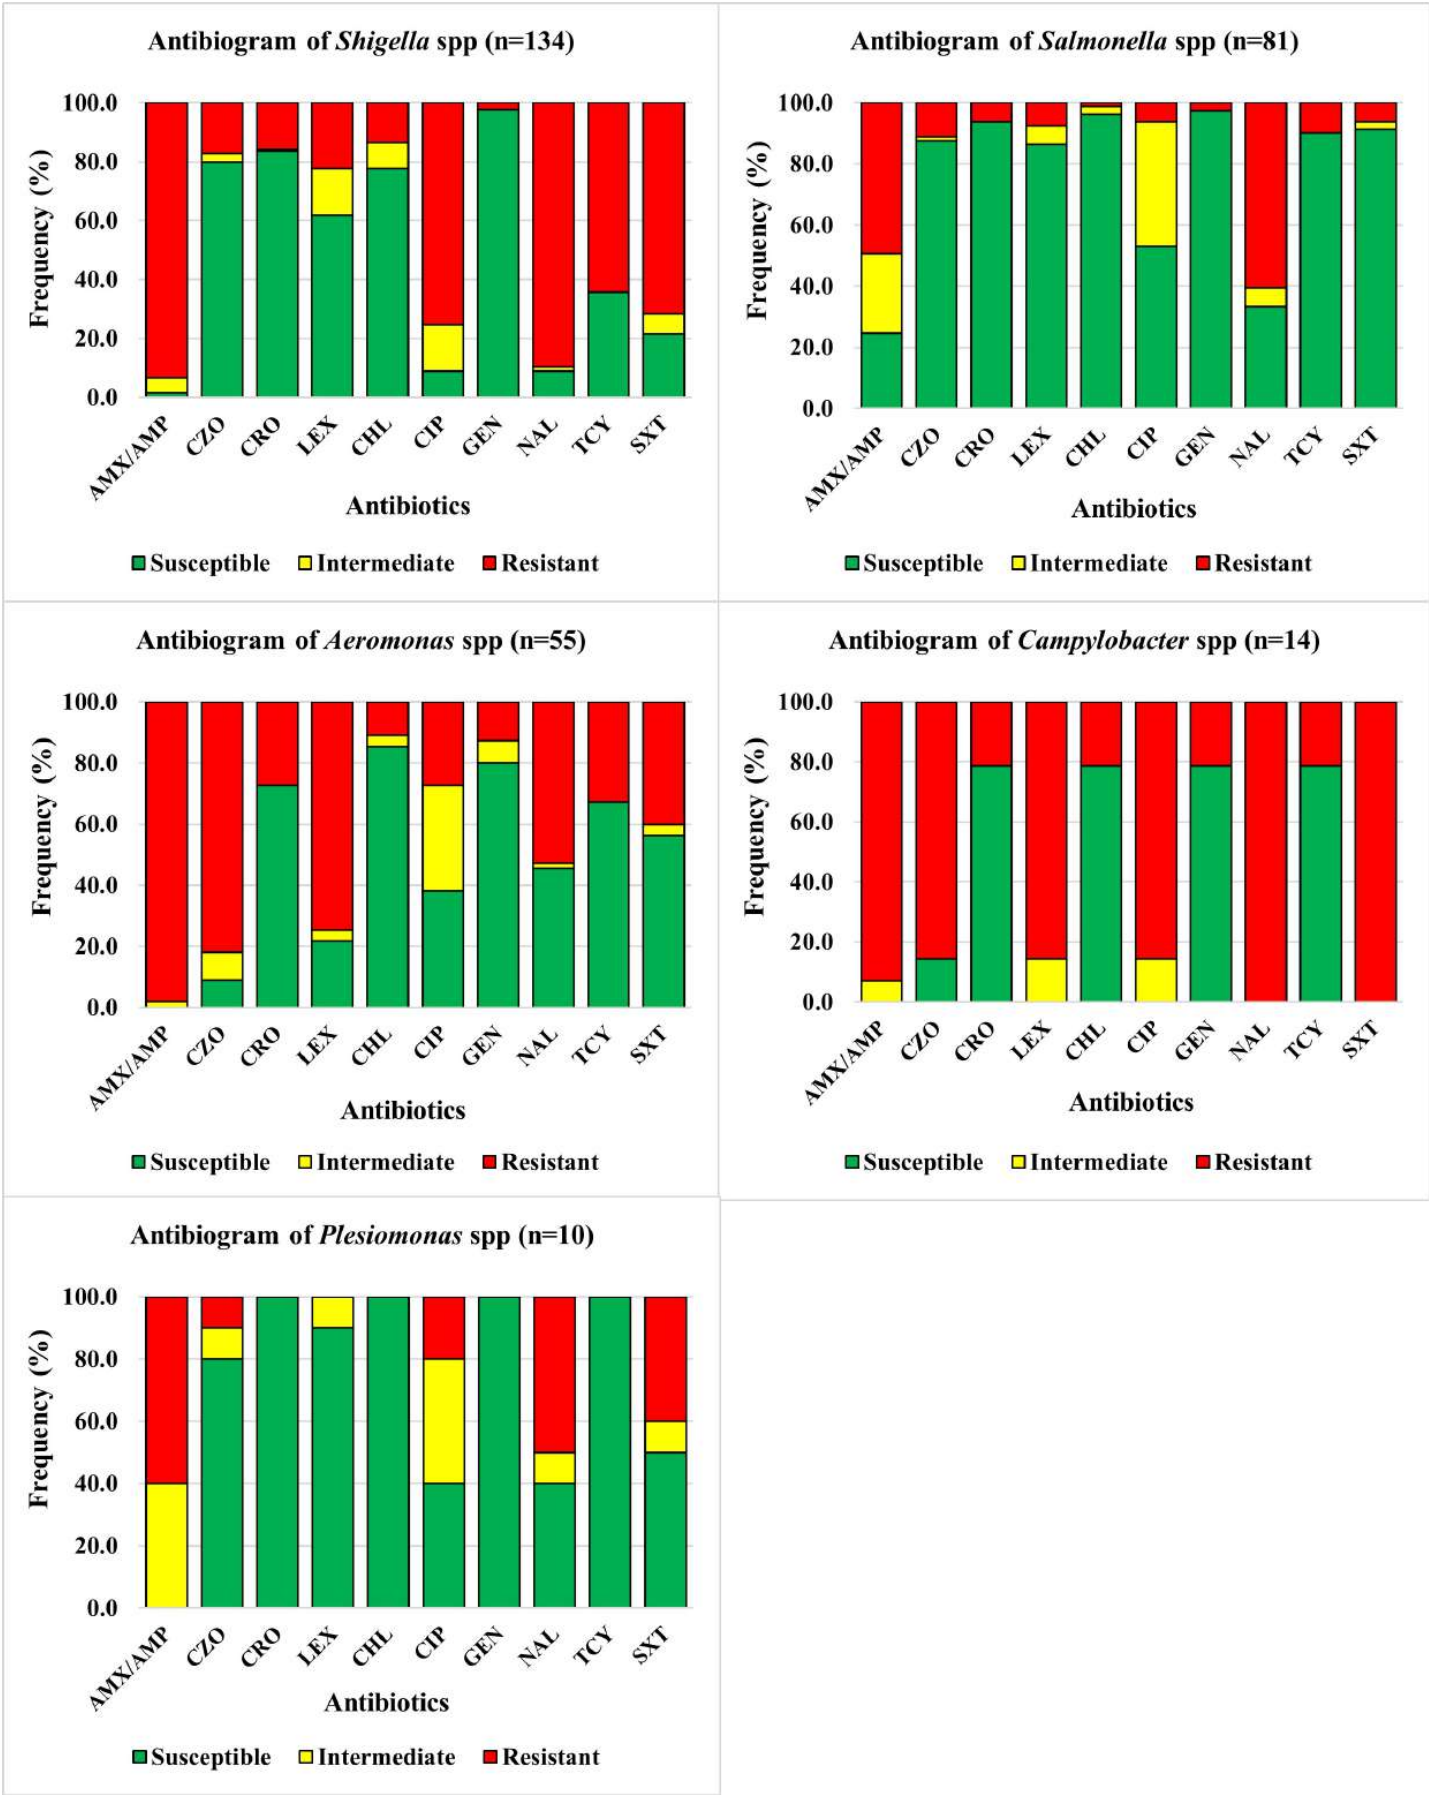 Antibiogram of Shigella spp (n=134)
Frequency (%)
100.0
80.0
60.0
40.0
20.0
0.0
AMX/AMP CZO CRO LEX CHL CIP GEN NAL TCY SXT
Antibiotics
Susceptible Intermediate Resistant
Antibiogram of Salmonella spp (n=81)
Frequency (%)
100.0
80.0
60.0
40.0
20.0
0.0
AMX/AMP CZO CRO LEX CHL CIP GEN NAL TCY SXT
Antibiotics
Susceptible Intermediate Resistant
Antibiogram of Aeromonas spp (n=55)
Frequency (%)
100.0
80.0
60.0
40.0
20.0
0.0
AMX/AMP CZO CRO LEX CHL CIP GEN NAL TCY SXT
Antibiotics
Susceptible Intermediate Resistant
Antibiogram of Campylobacter spp (n=14)
Frequency (%)
100.0
80.0
60.0
40.0
20.0
0.0
AMX/AMP CZO CRO LEX CHL CIP GEN NAL TCY SXT
Antibiotics
Susceptible Intermediate Resistant
Antibiogram of Plesiomonas spp (n=10)
Frequency (%)
100.0
80.0
60.0
40.0
20.0
0.0
AMX/AMP CZO CRO LEX CHL CIP GEN NAL TCY SXT
Antibiotics
Susceptible Intermediate Resistant